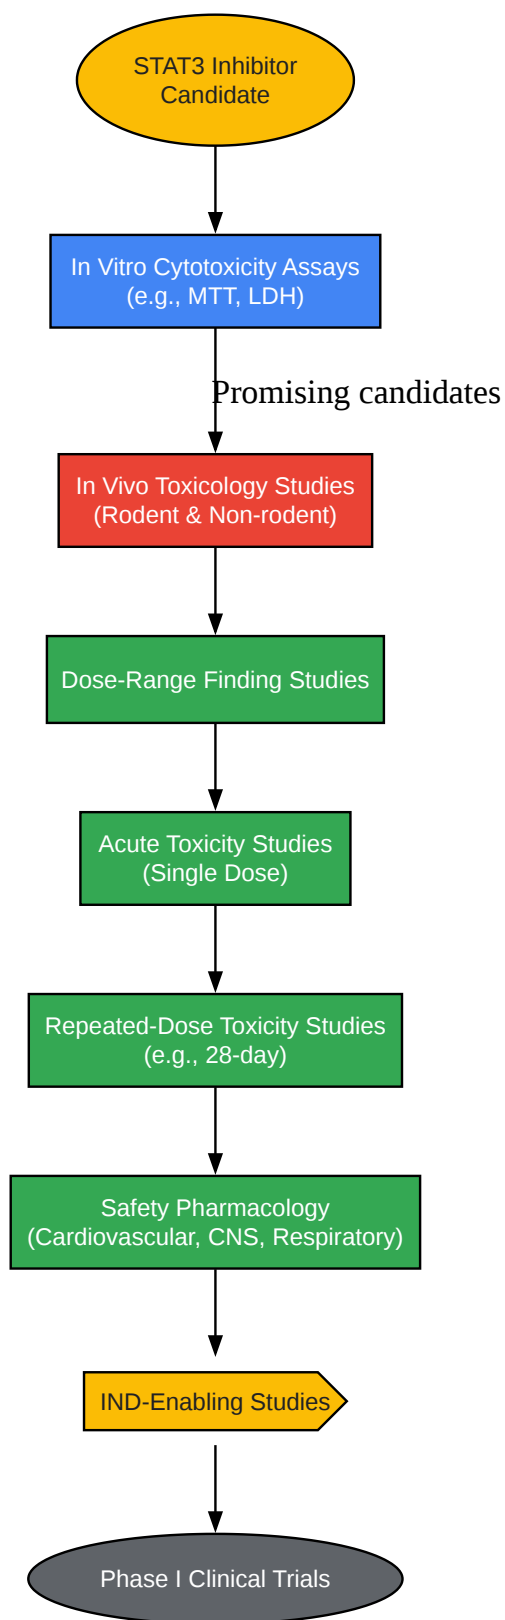 STAT3 Inhibitor
Candidate
In Vitro Cytotoxicity Assays
(e.g., MTT, LDH)
Promising candidates
In Vivo Toxicology Studies
(Rodent & Non-rodent)
Dose-Range Finding Studies
Acute Toxicity Studies
(Single Dose)
Repeated-Dose Toxicity Studies
(e.g., 28-day)
Safety Pharmacology
(Cardiovascular, CNS, Respiratory)
IND-Enabling Studies
Phase I Clinical Trials